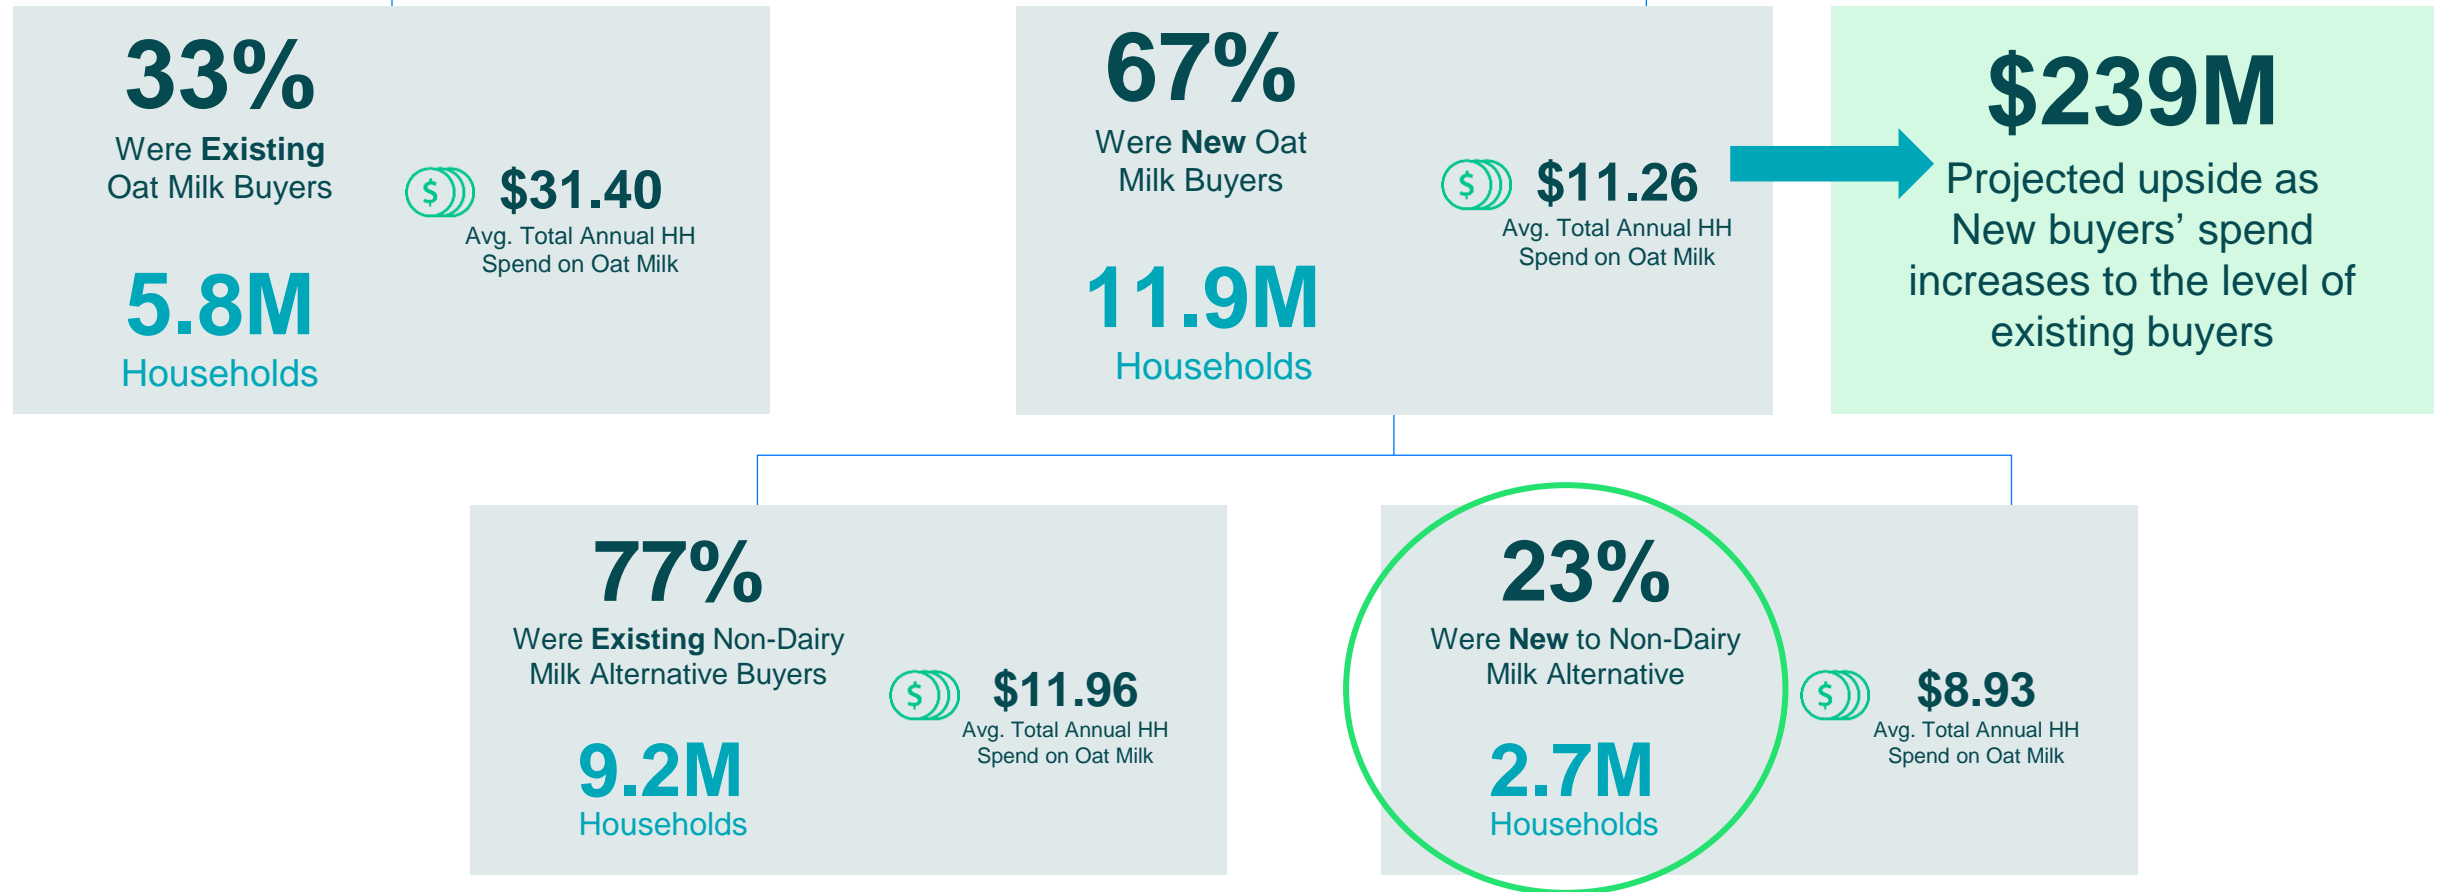 33%
Were Existing
Oat Milk Buyers
$ $31.40
Avg. Total Annual HH
Spend on Oat Milk
5.8M
Households
67%
Were New Oat
Milk Buyers
$ $11.26
Avg. Total Annual HH
Spend on Oat Milk
11.9M
Households
$239M
Projected upside as
New buyers’ spend
increases to the level of
existing buyers
77%
Were Existing Non-Dairy
Milk Alternative Buyers
$ $11.96
Avg. Total Annual HH
Spend on Oat Milk
9.2M
Households
23%
Were New to Non-Dairy
Milk Alternative
$ $8.93
Avg. Total Annual HH
Spend on Oat Milk
2.7M
Households